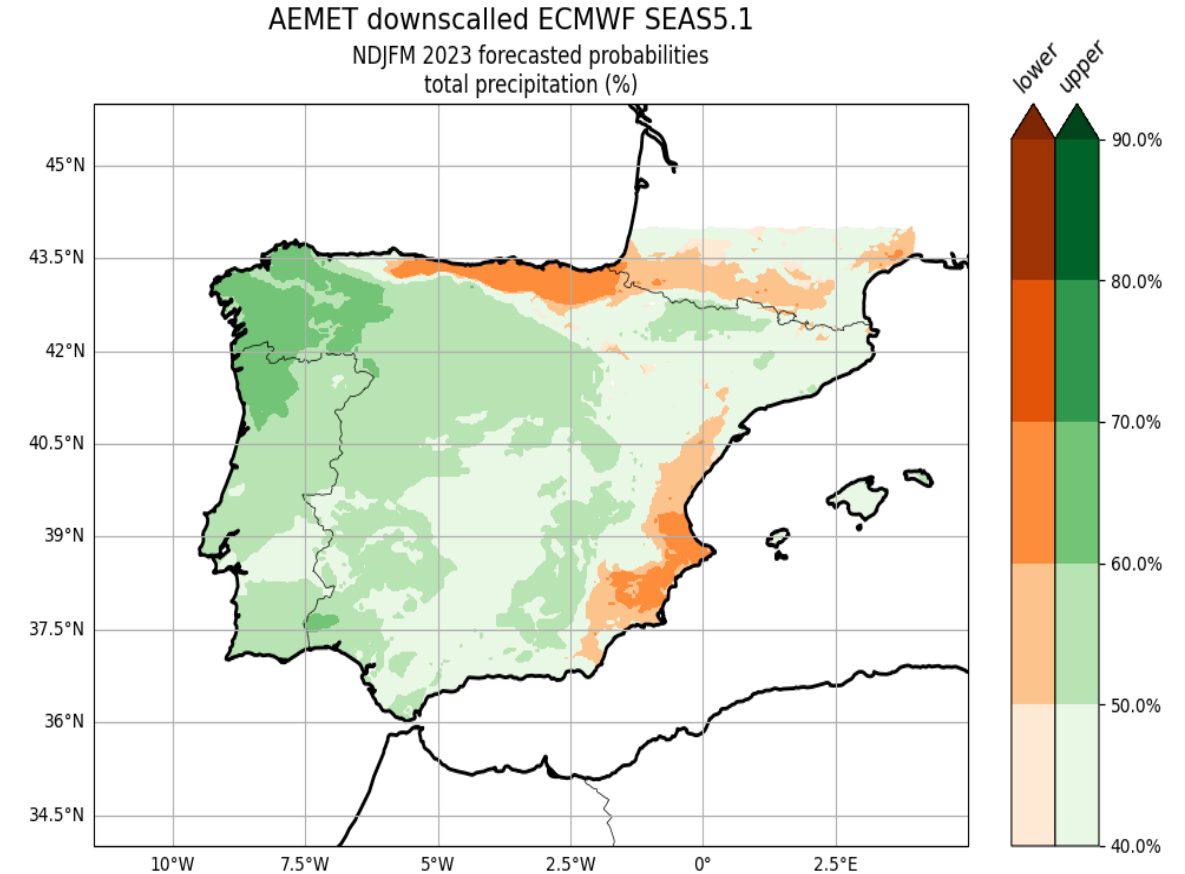 AEMET downscalled ECMWF SEAS5.1
NDJFM 2023 forecasted probabilities
total precipitation (%)
lower
upper
45°N
43.5°N
42°N
40.5°N
39°N
37.5°N
36°N
34.5°N
10°W
7.5°W
5°W
2.5°W
0°
2.5°E
90.0%
80.0%
70.0%
60.0%
50.0%
40.0%